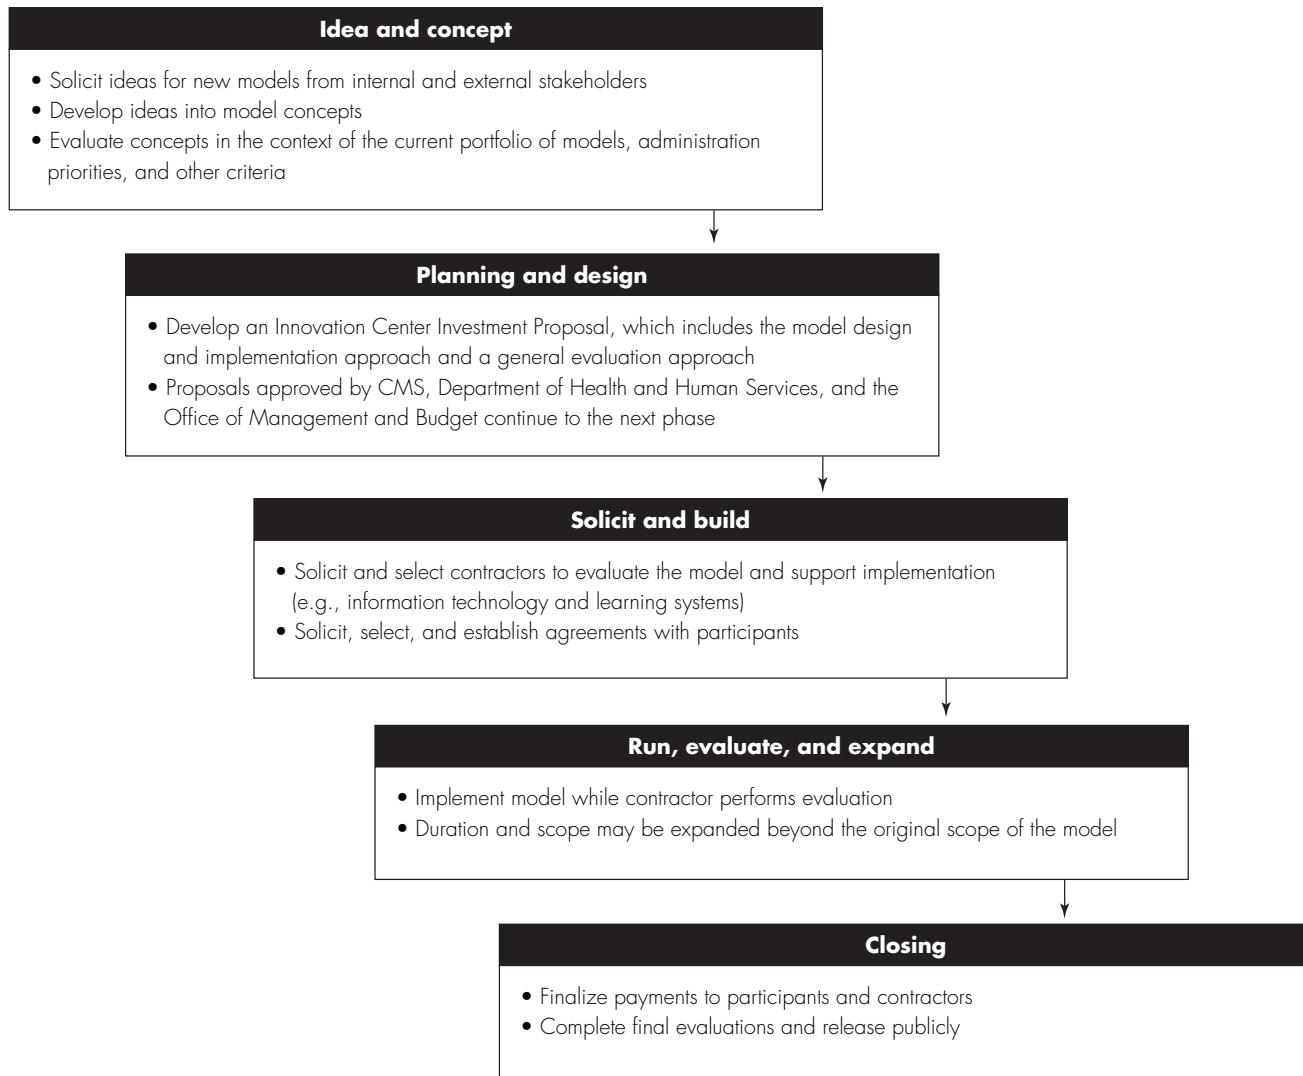 Idea and concept
• Solicit ideas for new models from internal and external stakeholders
• Develop ideas into model concepts
• Evaluate concepts in the context of the current portfolio of models, administration
priorities, and other criteria
Planning and design
• Develop an Innovation Center Investment Proposal, which includes the model design
and implementation approach and a general evaluation approach
• Proposals approved by CMS, Department of Health and Human Services, and the
Office of Management and Budget continue to the next phase
Solicit and build
• Solicit and select contractors to evaluate the model and support implementation
(e.g., information technology and learning systems)
• Solicit, select, and establish agreements with participants
Run, evaluate, and expand
• Implement model while contractor performs evaluation
• Duration and scope may be expanded beyond the original scope of the model
Closing
• Finalize payments to participants and contractors
• Complete final evaluations and release publicly